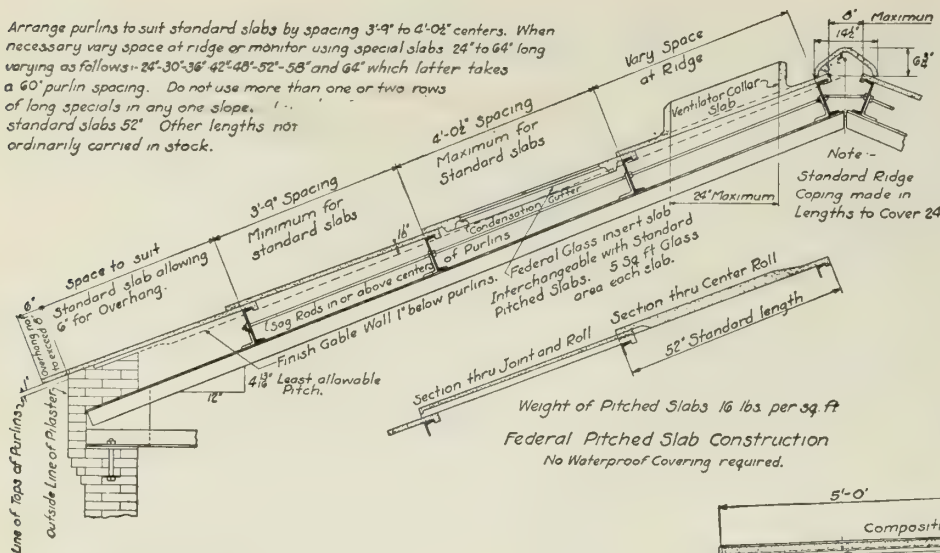 Arrange purlins to suit standard slabs by spacing 3'-9" to 4'-0½" centers. When
necessary vary space at ridge or monitor using special slabs 24" to 64" long
varying as follows:- 24"-30"-36"-42"-48"-52"-58" and 64" which latter takes
a 60" purlin spacing. Do not use more than one or two rows
of long specials in any one slope.
standard slabs 52" Other lengths not
ordinarily carried in stock.
Vary Space
at Ridge
8" Maximum
14½"
6¾"
Ventilator Collar
Slab
4'-0½" Spacing
Maximum for
Standard slabs
3'-9" Spacing
Minimum for
standard slabs
Space to suit
Standard slab allowing
6" for Overhang.
6"
Overhang not
to exceed 8"
1"
Condensation Gutter
24" Maximum
Note:-
Standard Ridge
Coping made in
Lengths to Cover 24
Sag Rods in or above center of Purlins
Federal Glass insert slab
Interchangeable with Standard
Pitched Slabs. 5 Sq ft Glass
area each slab.
Finish Gable Wall 1" below purlins.
4 13/16" Least allowable
Pitch.
12"
Section thru Joint and Roll
Section thru Center Roll
52" Standard length
Line of Tops of Purlins
Outside Line of Pilaster
Weight of Pitched Slabs 16 lbs. per sq. ft
Federal Pitched Slab Construction
No Waterproof Covering required.
5'-0"
Compositi